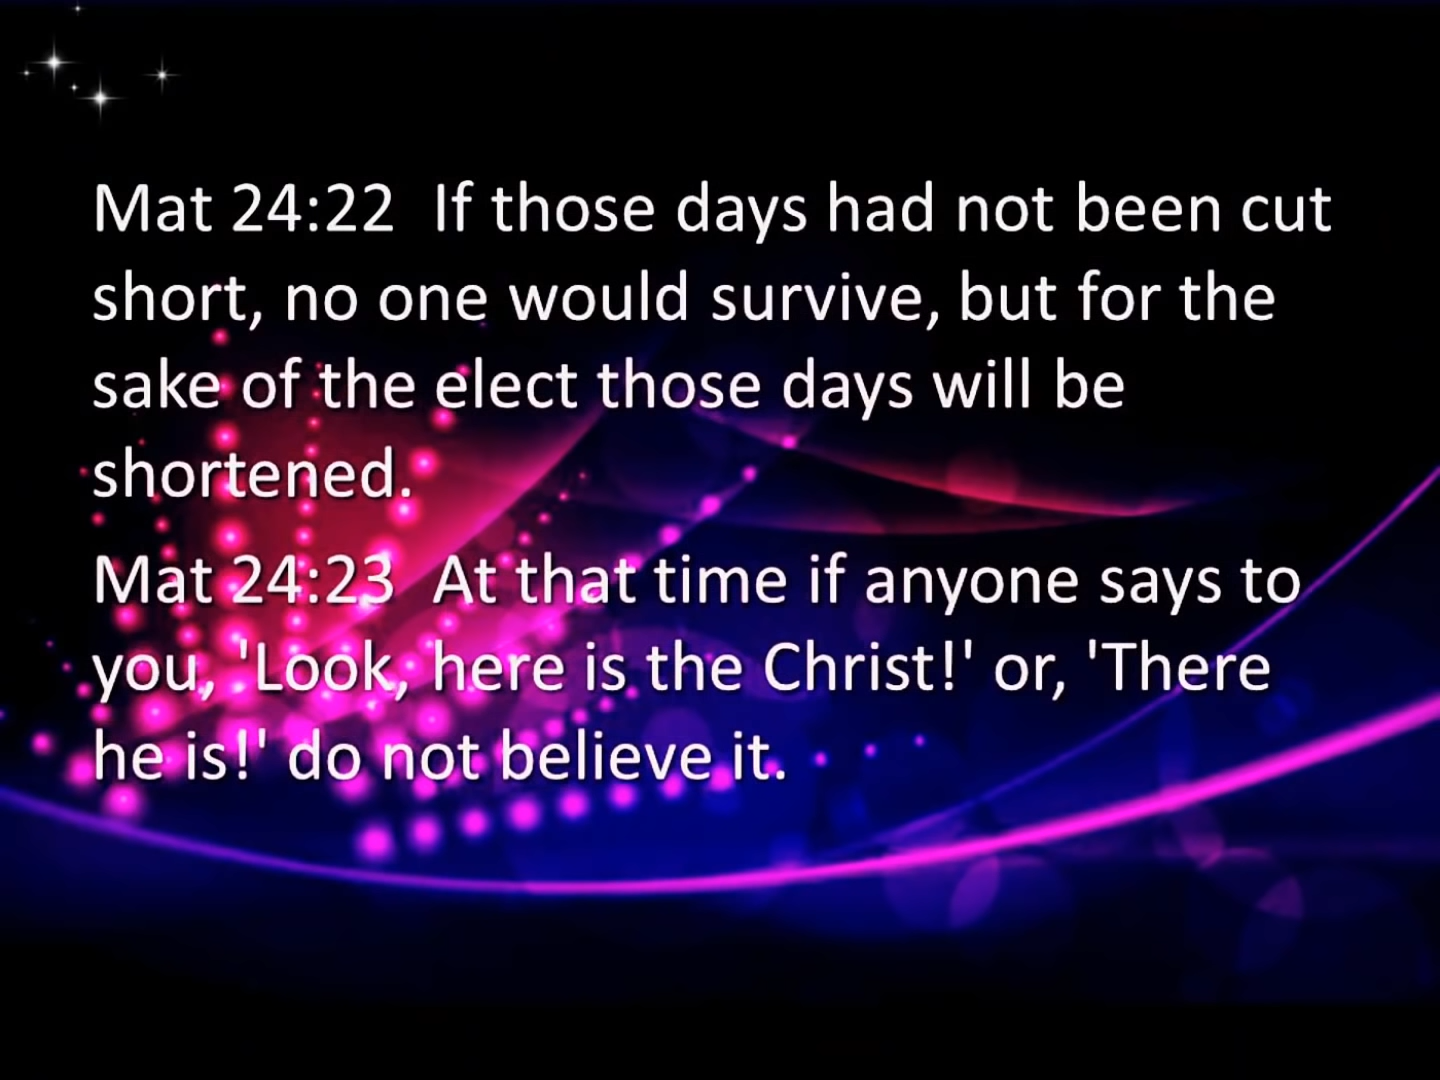 Mat 24:22  If those days had not been cut
short, no one would survive, but for the
sake of the elect those days will be
shortened.
Mat 24:23  At that time if anyone says to
you, 'Look, here is the Christ!' or, 'There
he is!' do not believe it.